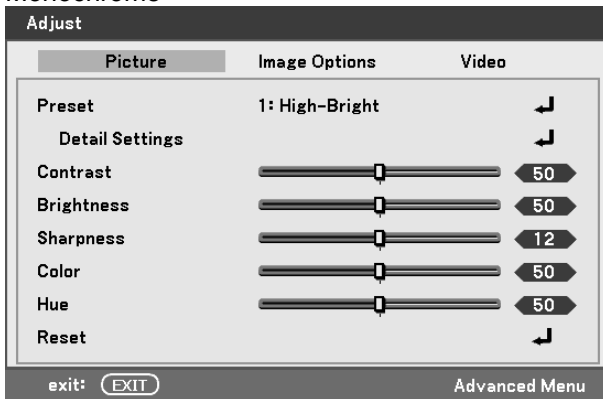 Adjust
Picture Image Options Video
Preset 1: High-Bright
Detail Settings
Contrast 50
Brightness 50
Sharpness 12
Color 50
Hue 50
Reset
exit: EXIT Advanced Menu